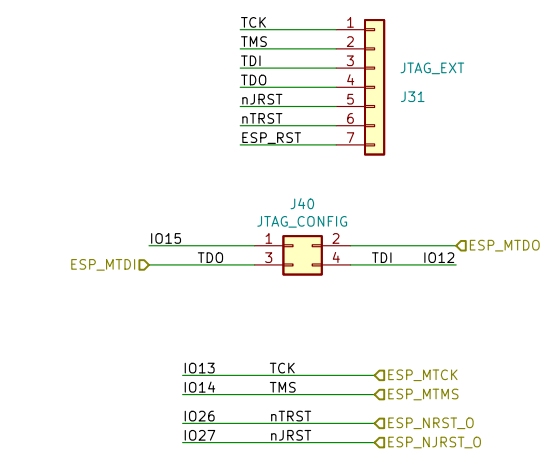 TCK 1
TMS 2
TDI 3 JTAG_EXT
TDO 4
nJRST 5 J31
nTRST 6
ESP_RST 7
J40
JTAG_CONFIG
IO15 1 2 ESP_MTDO
ESP_MTDI TDO 3 4 TDI IO12
IO13 TCK ESP_MTCK
IO14 TMS ESP_MTMS
IO26 nTRST ESP_NRST_O
IO27 nJRST ESP_NJRST_O